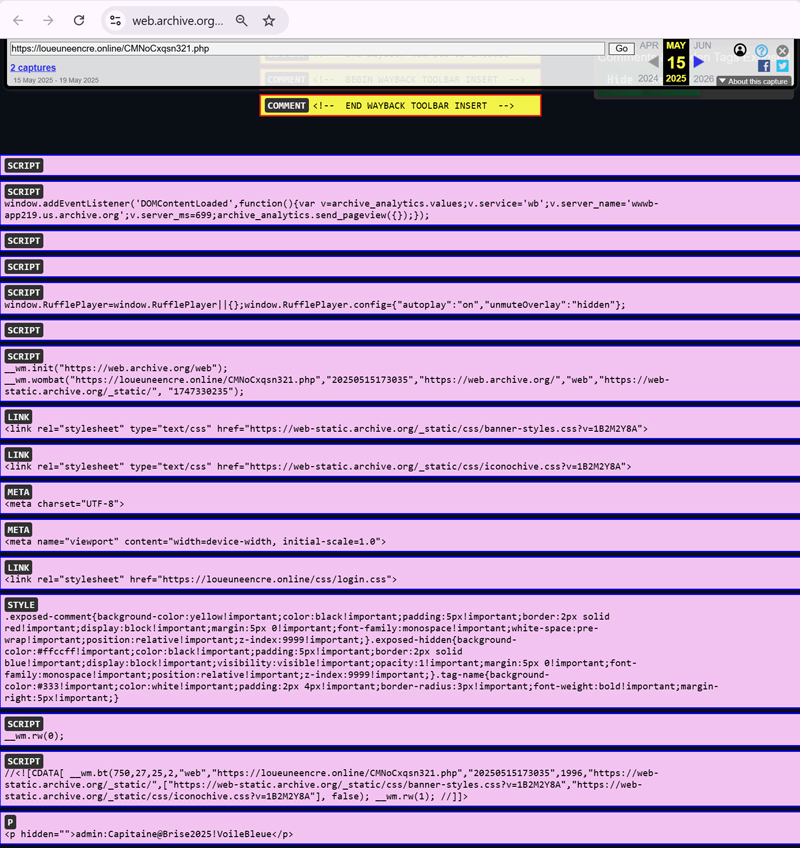 web.archive.org...
https://loueuneencre.online/CMNoCxqsn321.php
Go
APR
MAY
JUN
2 captures
15
15 May 2025 - 19 May 2025
2024
2025
2026
About this capture
COMMENT <!-- BEGIN WAYBACK TOOLBAR INSERT -->
Hide
COMMENT <!-- END WAYBACK TOOLBAR INSERT -->
SCRIPT
SCRIPT
window.addEventListener('DOMContentLoaded',function(){var v=archive_analytics.values;v.service='wb';v.server_name='wwwb-
app219.us.archive.org';v.server_ms=699;archive_analytics.send_pageview({});});
SCRIPT
SCRIPT
SCRIPT
window.RufflePlayer=window.RufflePlayer||{};window.RufflePlayer.config={"autoplay":"on","unmuteOverlay":"hidden"};
SCRIPT
SCRIPT
__wm.init("https://web.archive.org/web");
__wm.wombat("https://loueuneencre.online/CMNoCxqsn321.php","20250515173035","https://web.archive.org/","web","https://web-
static.archive.org/_static/", "1747330235");
LINK
<link rel="stylesheet" type="text/css" href="https://web-static.archive.org/_static/css/banner-styles.css?v=1B2M2Y8A">
LINK
<link rel="stylesheet" type="text/css" href="https://web-static.archive.org/_static/css/iconochive.css?v=1B2M2Y8A">
META
<meta charset="UTF-8">
META
<meta name="viewport" content="width=device-width, initial-scale=1.0">
LINK
<link rel="stylesheet" href="https://loueuneencre.online/css/login.css">
STYLE
.exposed-comment{background-color:yellow!important;color:black!important;padding:5px!important;border:2px solid
red!important;display:block!important;margin:5px 0!important;font-family:monospace!important;white-space:pre-
wrap!important;position:relative!important;z-index:9999!important;}.exposed-hidden{background-
color:#ffccff!important;color:black!important;padding:5px!important;border:2px solid
blue!important;display:block!important;visibility:visible!important;opacity:1!important;margin:5px 0!important;font-
family:monospace!important;position:relative!important;z-index:9999!important;}.tag-name{background-
color:#333!important;color:white!important;padding:2px 4px!important;border-radius:3px!important;font-weight:bold!important;margin-
right:5px!important;}
SCRIPT
__wm.rw(0);
SCRIPT
//<![CDATA[ __wm.bt(750,27,25,2,"web","https://loueuneencre.online/CMNoCxqsn321.php","20250515173035",1996,"https://web-
static.archive.org/_static/",["https://web-static.archive.org/_static/css/banner-styles.css?v=1B2M2Y8A","https://web-
static.archive.org/_static/css/iconochive.css?v=1B2M2Y8A"], false); __wm.rw(1); //]]>
P
<p hidden="">admin:Capitaine@Brise2025!VoileBleue</p>